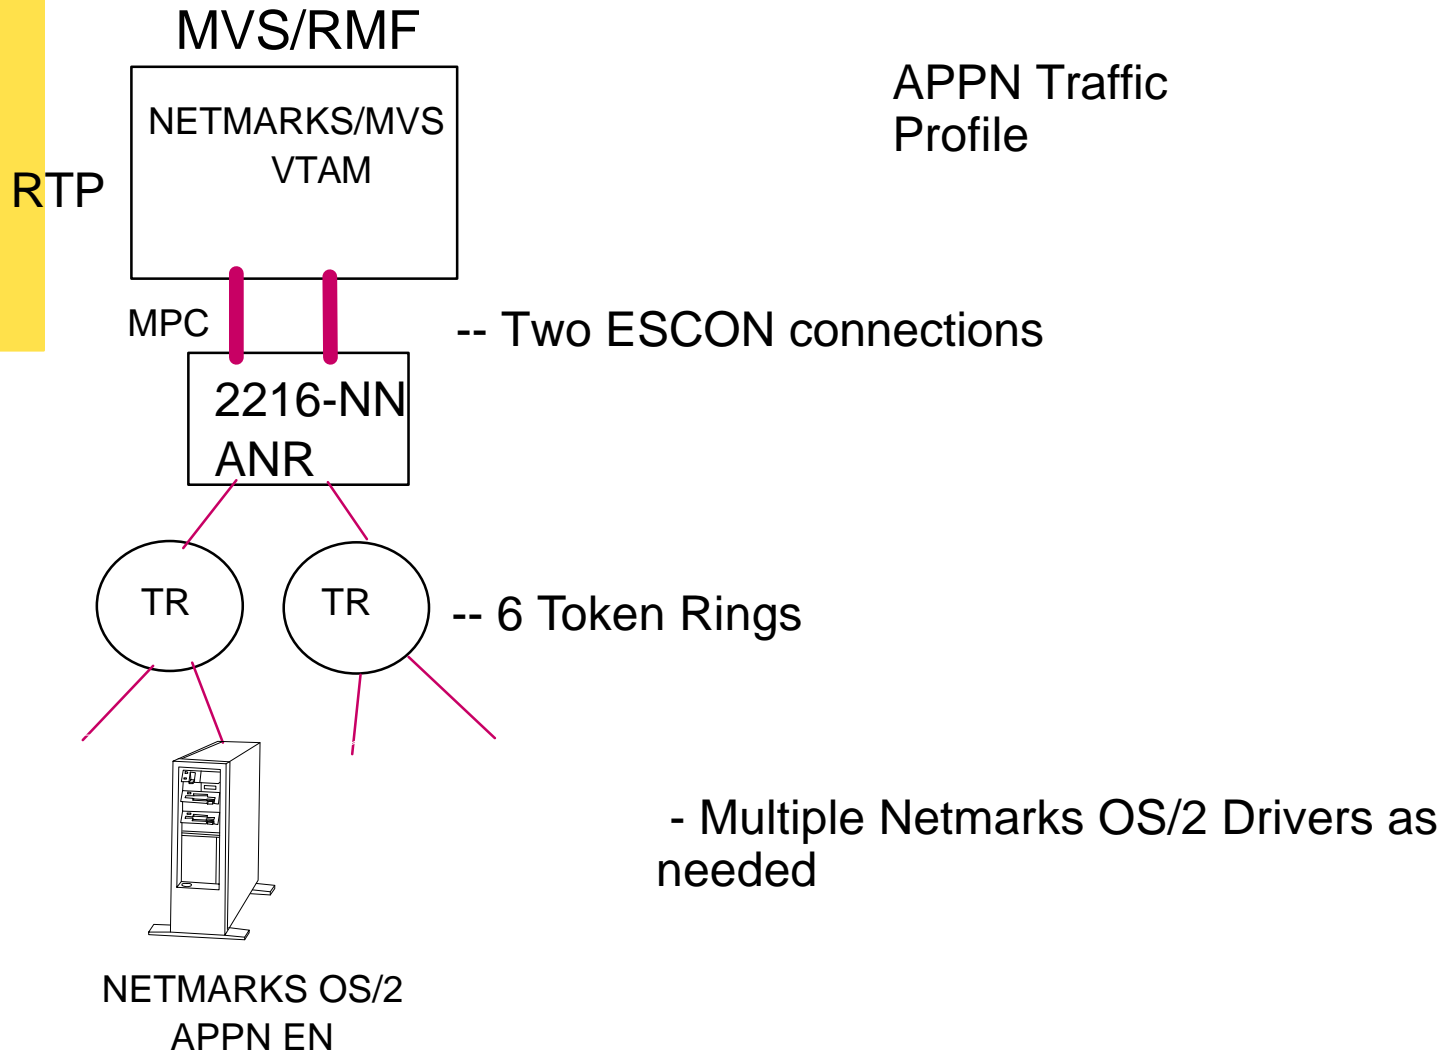 MVS/RMF
APPN Traffic
Profile
NETMARKS/MVS
VTAM
RTP
MPC
-- Two ESCON connections
2216-NN
ANR
TR
TR
-- 6 Token Rings
- Multiple Netmarks OS/2 Drivers as
needed
NETMARKS OS/2
APPN EN